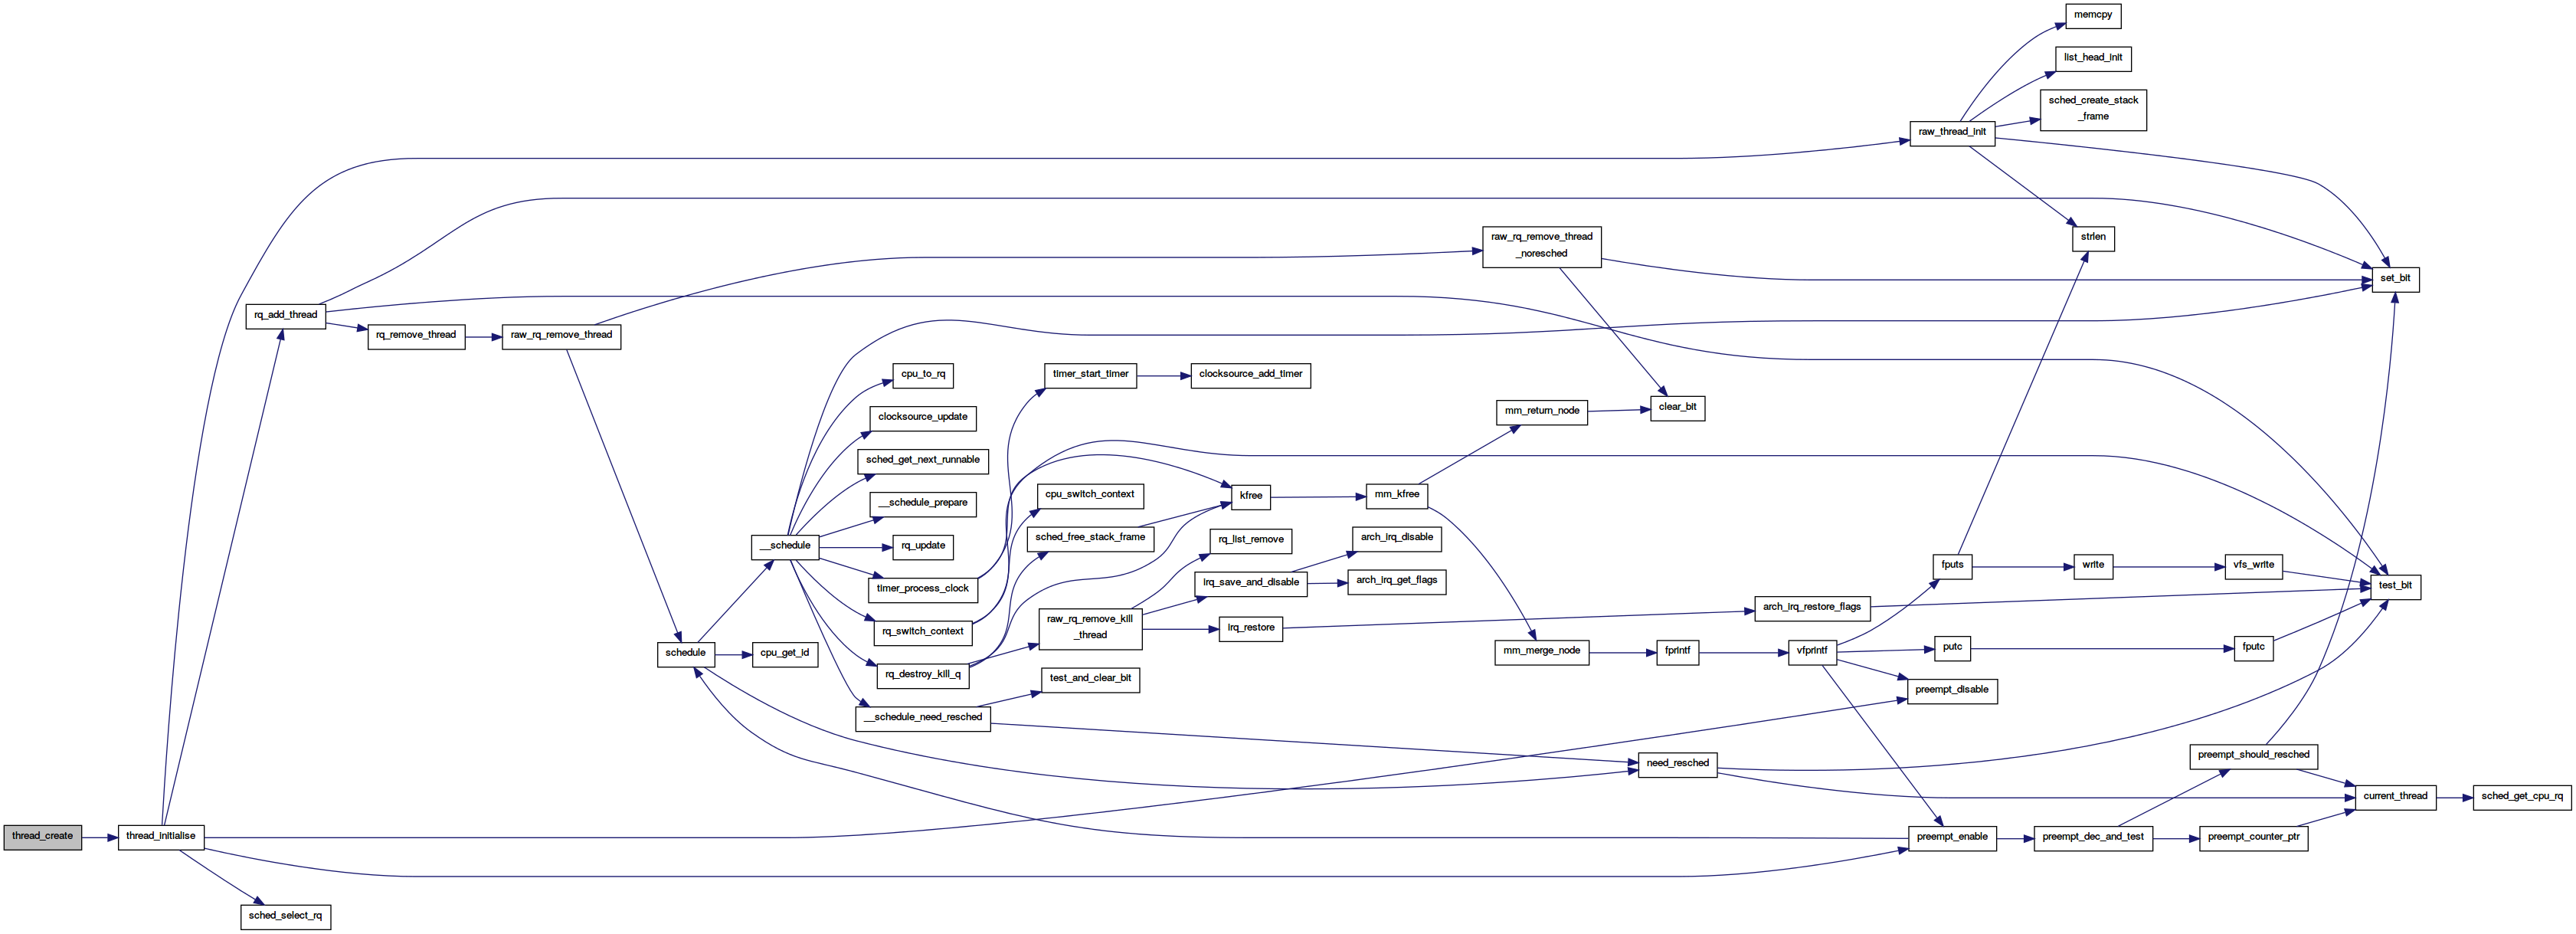 memcpy
list_head_init
sched_create_stack
_frame
raw_thread_init
strlen
raw_rq_remove_thread
_noresched
set_bit
rq_add_thread
rq_remove_thread
raw_rq_remove_thread
cpu_to_rq
timer_start_timer
clocksource_add_timer
clocksource_update
mm_return_node
clear_bit
sched_get_next_runnable
cpu_switch_context
kfree
mm_kfree
__schedule_prepare
sched_free_stack_frame
rq_list_remove
arch_irq_disable
__schedule
rq_update
irq_save_and_disable
arch_irq_get_flags
fputs
write
vfs_write
test_bit
timer_process_clock
raw_rq_remove_kill
_thread
irq_restore
arch_irq_restore_flags
rq_switch_context
schedule
cpu_get_id
mm_merge_node
fprintf
vfprintf
putc
fputc
rq_destroy_kill_q
test_and_clear_bit
preempt_disable
__schedule_need_resched
need_resched
preempt_should_resched
current_thread
sched_get_cpu_rq
thread_create
thread_initialise
preempt_enable
preempt_dec_and_test
preempt_counter_ptr
sched_select_rq